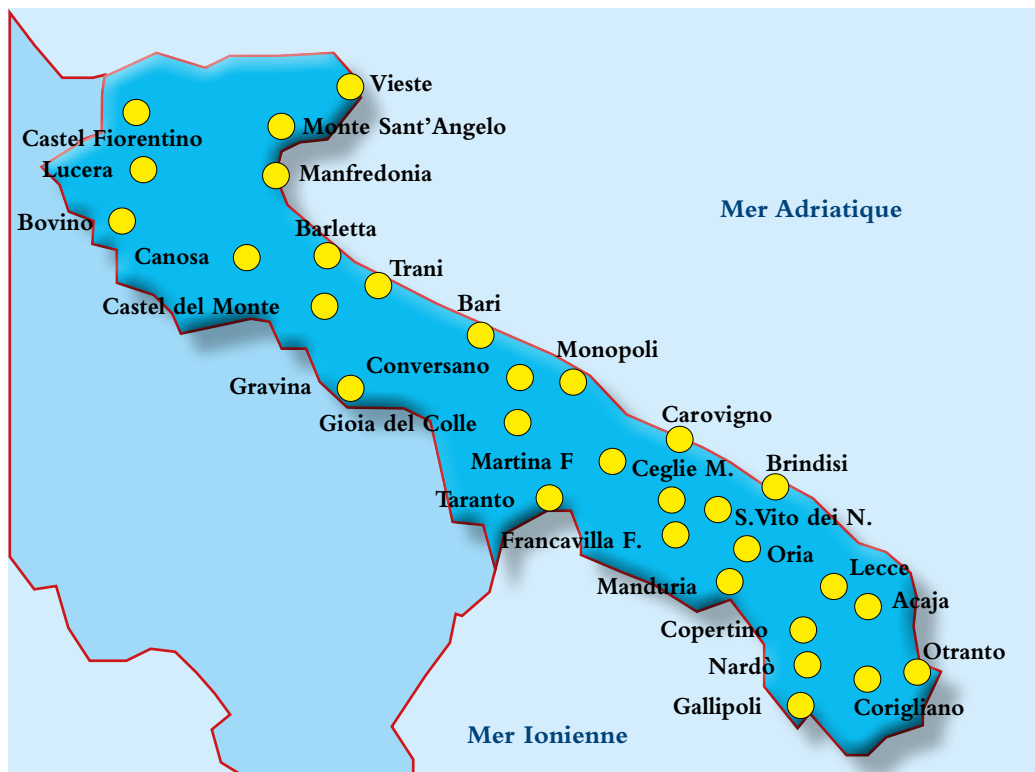 Vieste
Castel Fiorentino
Monte Sant’Angelo
Lucera
Manfredonia
Mer Adriatique
Bovino
Barletta
Canosa
Trani
Castel del Monte
Bari
Monopoli
Conversano
Gravina
Gioia del Colle
Carovigno
Martina F
Ceglie M.
Brindisi
Taranto
S.Vito dei N.
Francavilla F.
Oria
Lecce
Manduria
Acaja
Copertino
Otranto
Nardò
Gallipoli
Corigliano
Mer Ionienne